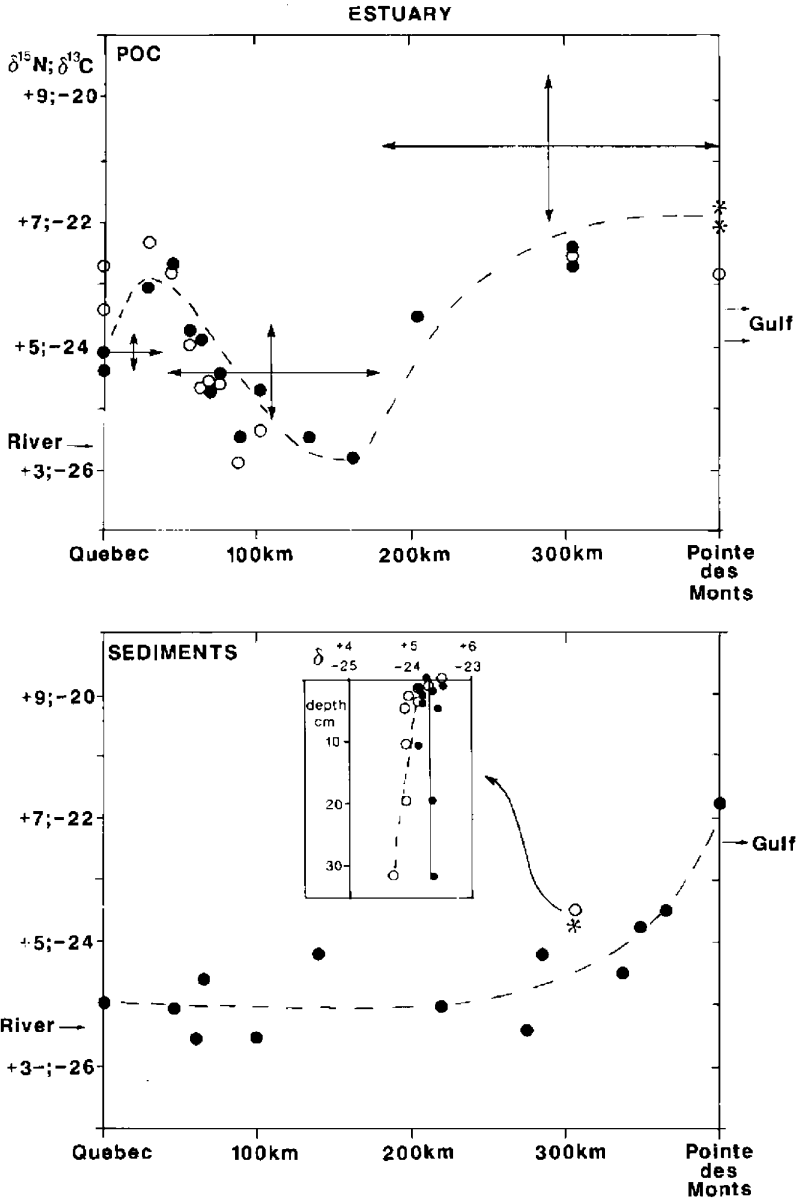 ESTUARY
POC
δ¹⁵N; δ¹³C
+9;-20
+7;-22
+5;-24
River
+3;-26
Gulf
Quebec 100km 200km 300km Pointe des Monts
SEDIMENTS
δ +4 +5 +6
-25 -24 -23
+9;-20
depth
cm
10
20
30
+7;-22
Gulf
+5;-24
River
+3-;-26
Quebec 100km 200km 300km Pointe des Monts